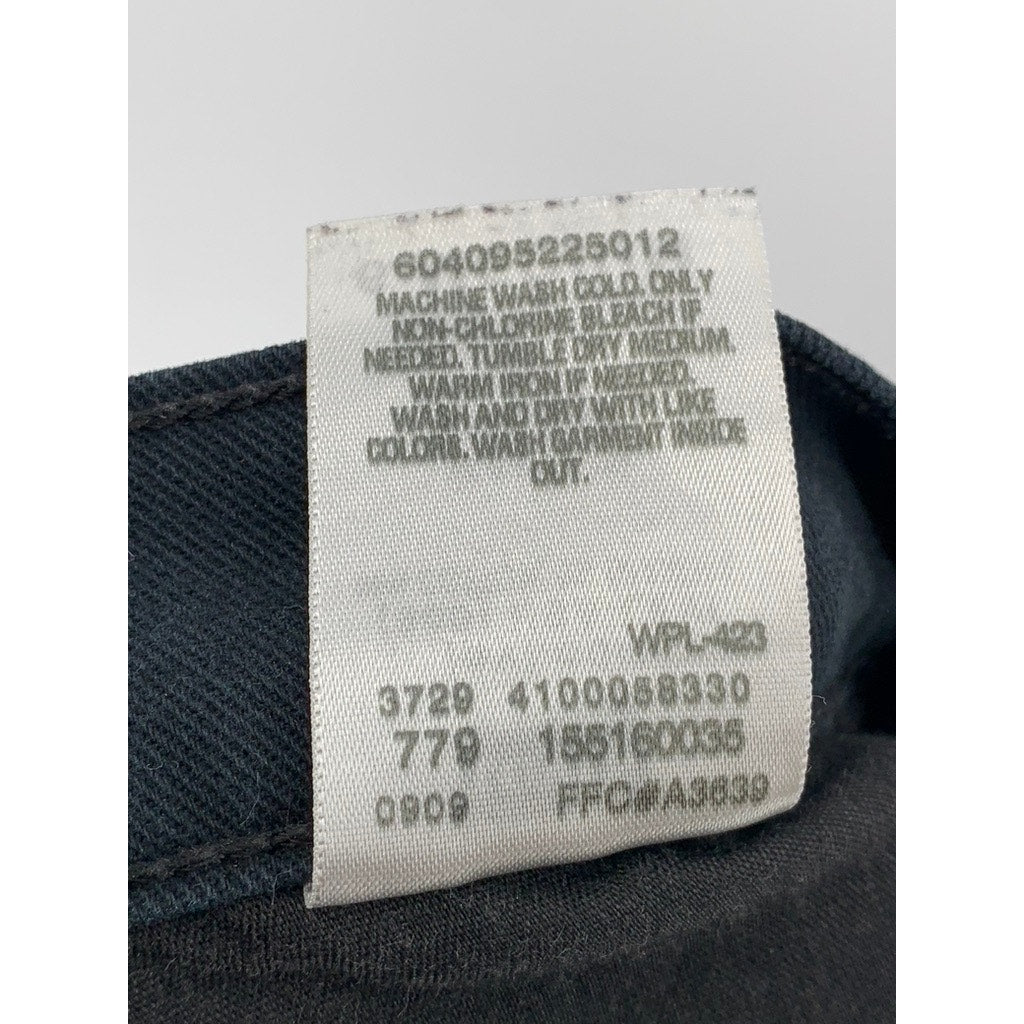 604095225012
MACHINE WASH COLD. ONLY
NON-CHLORINE BLEACH IF
NEEDED. TUMBLE DRY MEDIUM.
WARM IRON IF NEEDED.
WASH AND DRY WITH LIKE
COLORS. WASH GARMENT INSIDE
OUT.
WPL-423
3729 4100058330
779 155160035
0909 FFC#A3639